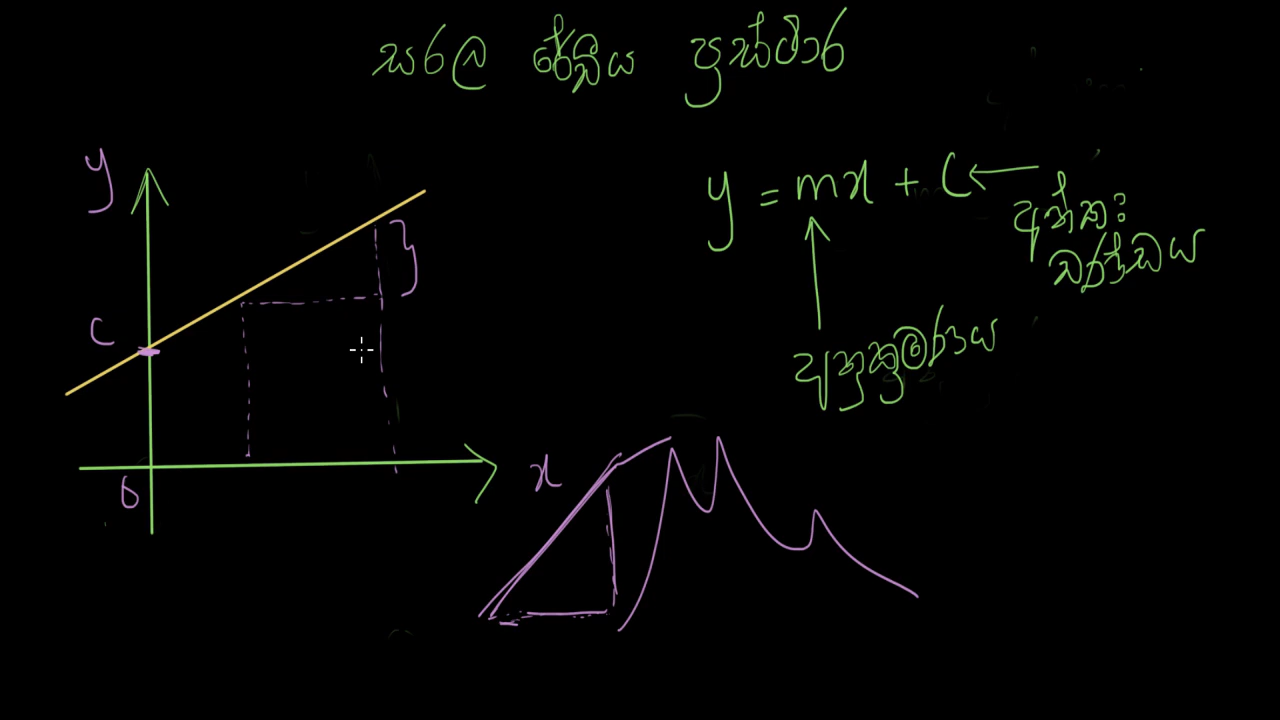 සරල රේඛීය ප්‍රස්ථාර
y
y = mx + c
අන්තඃ
ඛණ්ඩය
c
අනුක්‍රමණය
x
0